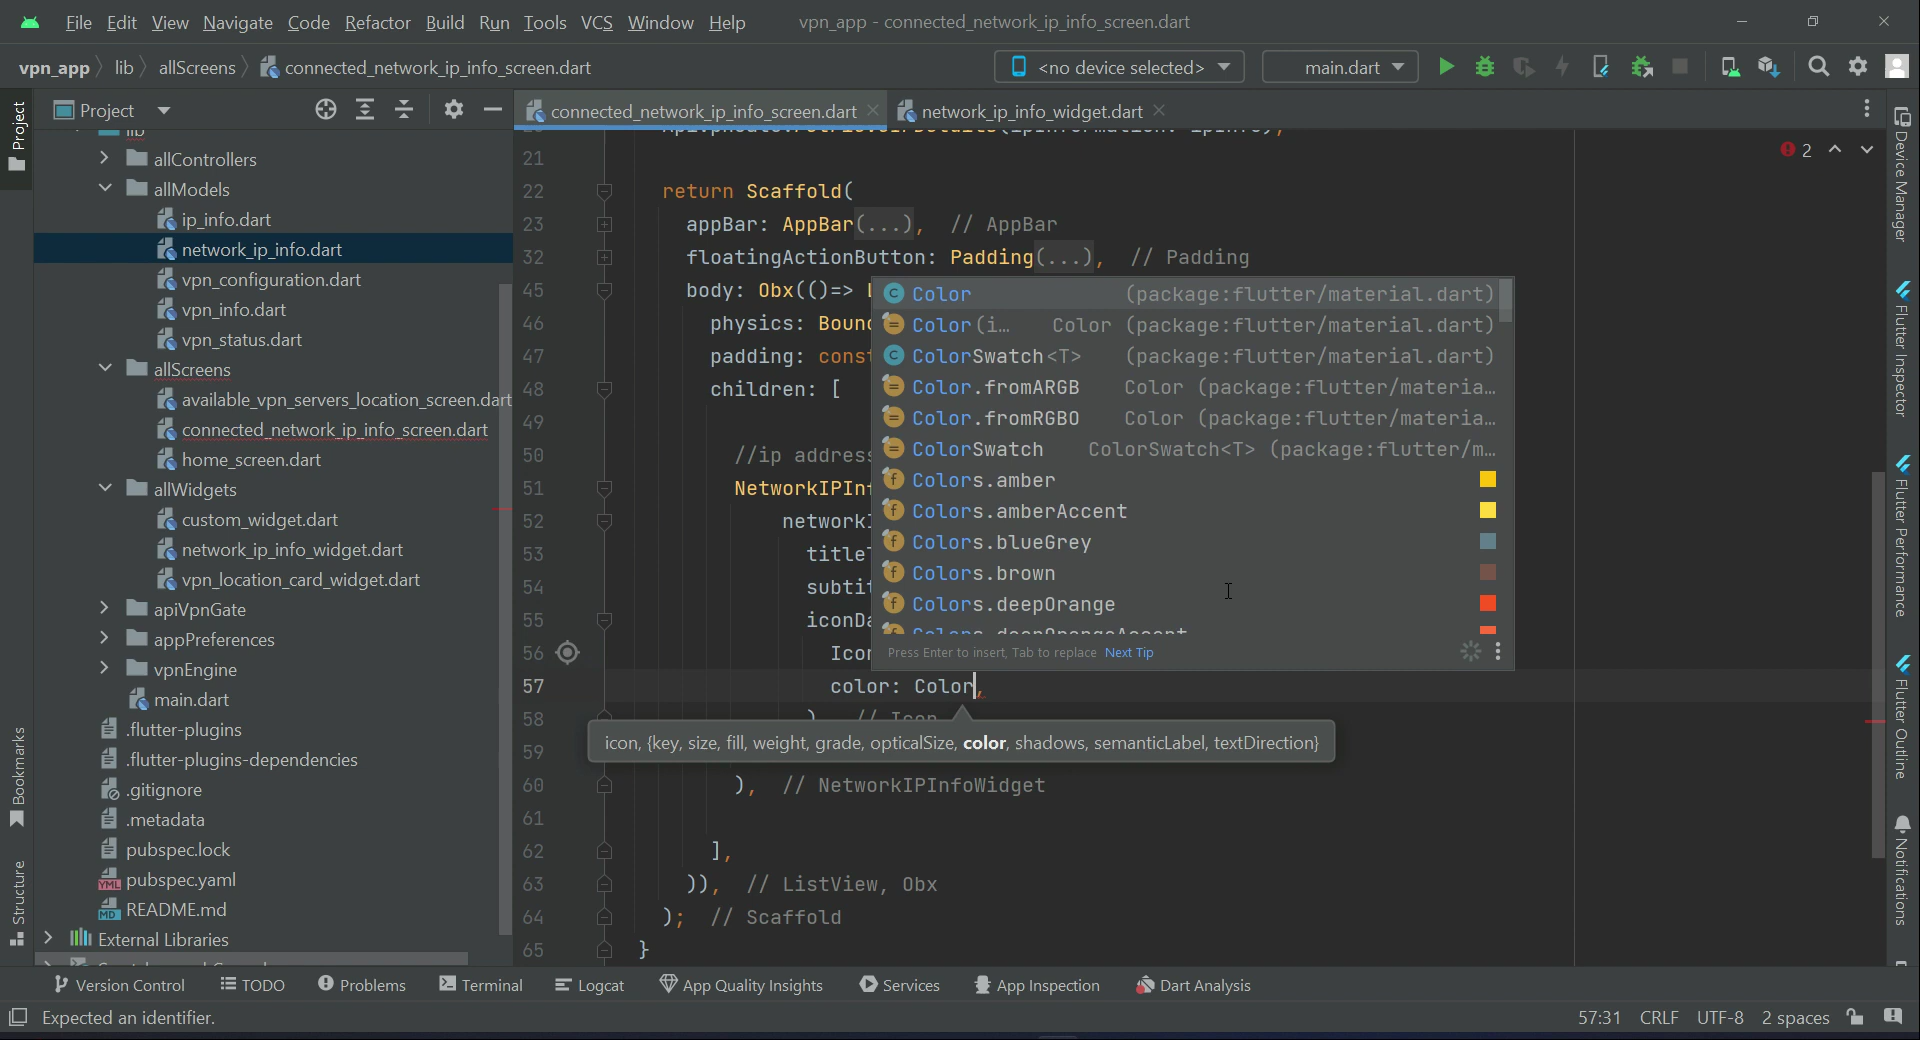 File Edit View Navigate Code Refactor Build Run Tools VCS Window Help vpn_app - connected_network_ip_info_screen.dart
vpn_app lib allScreens connected_network_ip_info_screen.dart <no device selected> main.dart
Project
Project
connected_network_ip_info_screen.dart
network_ip_info_widget.dart
lib
allControllers
allModels
ip_info.dart
network_ip_info.dart
vpn_configuration.dart
vpn_info.dart
vpn_status.dart
allScreens
available_vpn_servers_location_screen.dart
connected_network_ip_info_screen.dart
home_screen.dart
allWidgets
custom_widget.dart
network_ip_info_widget.dart
vpn_location_card_widget.dart
apiVpnGate
appPreferences
vpnEngine
main.dart
.flutter-plugins
.flutter-plugins-dependencies
.gitignore
.metadata
pubspec.lock
YML pubspec.yaml
MD README.md
External Libraries
Bookmarks
Structure
2
21
22 return Scaffold(
23 appBar: AppBar(...), // AppBar
32 floatingActionButton: Padding(...), // Padding
45 body: Obx(()=>
46 physics: Boun
47 padding: const
48 children: [
49
50 //ip address
51 NetworkIPInf
52 network
53 title
54 subtit
55 iconDa
56 Icon
57 color: Color,
58 ), // Icon
59
60 ), // NetworkIPInfoWidget
61
62 ],
63 )), // ListView, Obx
64 ); // Scaffold
65 }
Color (package:flutter/material.dart)
Color(i… Color (package:flutter/material.dart)
ColorSwatch<T> (package:flutter/material.dart)
Color.fromARGB Color (package:flutter/materia…
Color.fromRGBO Color (package:flutter/materia…
ColorSwatch ColorSwatch<T> (package:flutter/m…
Colors.amber
Colors.amberAccent
Colors.blueGrey
Colors.brown
Colors.deepOrange
Colors.deepOrangeAccent
Press Enter to insert, Tab to replace Next Tip
icon, {key, size, fill, weight, grade, opticalSize, color, shadows, semanticLabel, textDirection}
Device Manager
Flutter Inspector
Flutter Performance
Flutter Outline
Notifications
Version Control TODO Problems Terminal Logcat App Quality Insights Services App Inspection Dart Analysis
Expected an identifier. 57:31 CRLF UTF-8 2 spaces